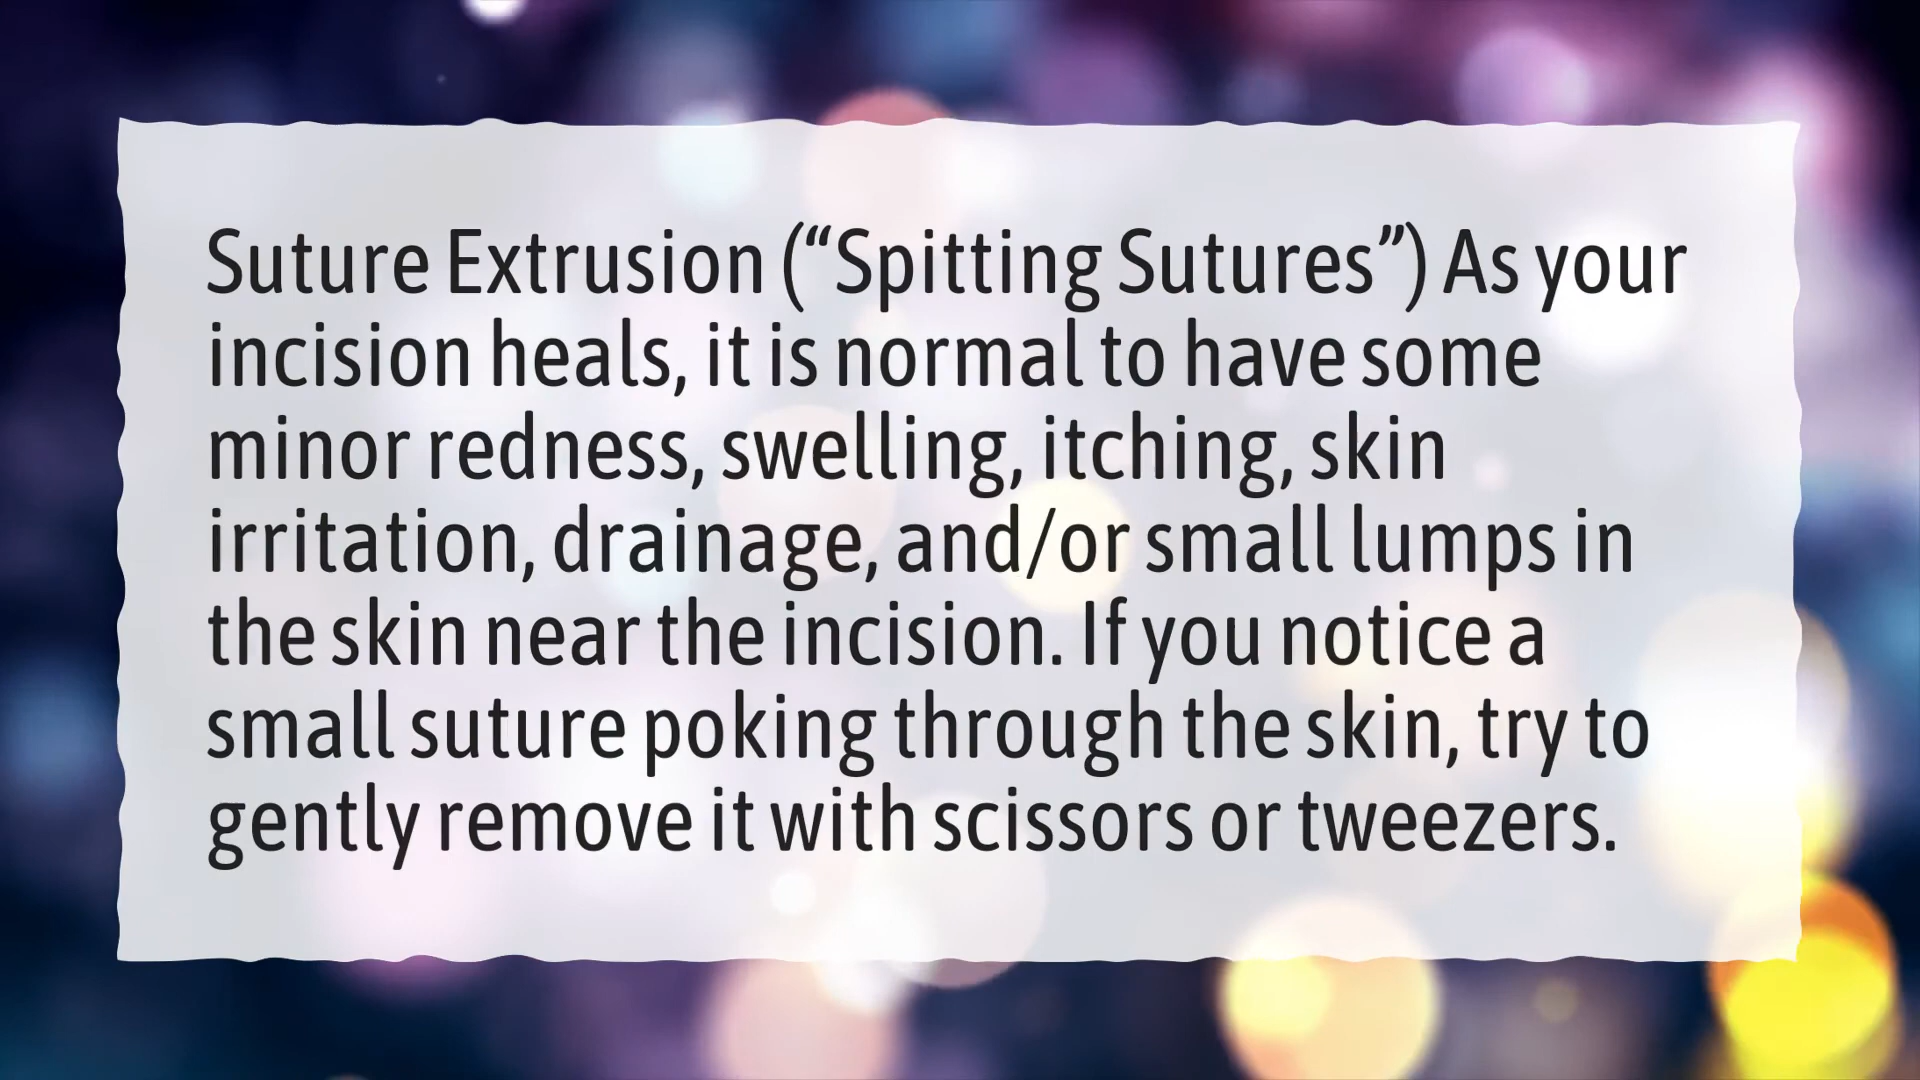 Suture Extrusion (“Spitting Sutures”) As your
incision heals, it is normal to have some
minor redness, swelling, itching, skin
irritation, drainage, and/or small lumps in
the skin near the incision. If you notice a
small suture poking through the skin, try to
gently remove it with scissors or tweezers.